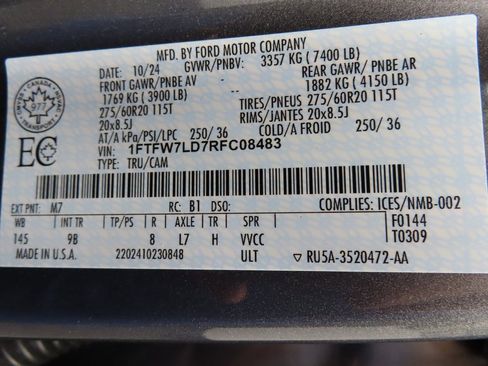 MFD. BY FORD MOTOR COMPANY
10/24 GVWR/PNBV: 3357 KG ( 7400 LB)
FRONT GAWR/PNBE AV REAR GAWR/ PNBE AR
1769 KG ( 3900 LB) 1882 KG ( 4150 LB)
275/60R20 115T TIRES/PNEUS 275/60R20 115T
20x8.5J RIMS/JANTES 20x8.5J
AT/A kPa/PSI/LPC 250/ 36 COLD/A FROID 250/ 36
VIN: 1FTFW7LD7RFC08483
TYPE: TRU/CAM
CANADA
977
TRANSPORT
EC
EXT PNT: M7 RC: B1 DSO: COMPLIES: ICES/NMB-002
WB INT TR TP/PS R AXLE TR SPR F0144
145 9B 8 L7 H VVCC T0309
MADE IN U.S.A. 2202410230848 ULT ▽ RU5A-3520472-AA